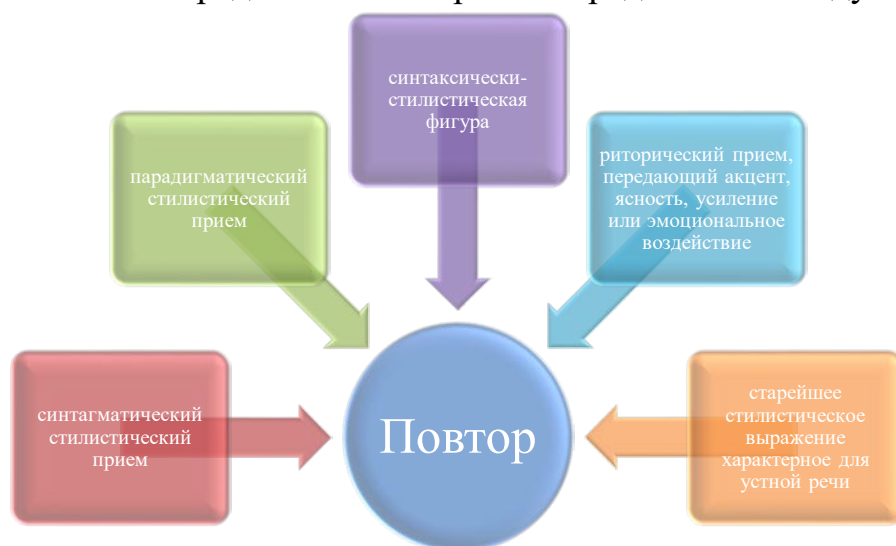 синтаксически-
стилистическая
фигура
парадигматический
стилистический
прием
риторический прием,
передающий акцент,
ясность, усиление
или эмоциональное
воздействие
синтагматический
стилистический
прием
Повтор
старейшее
стилистическое
выражение
характерное для
устной речи